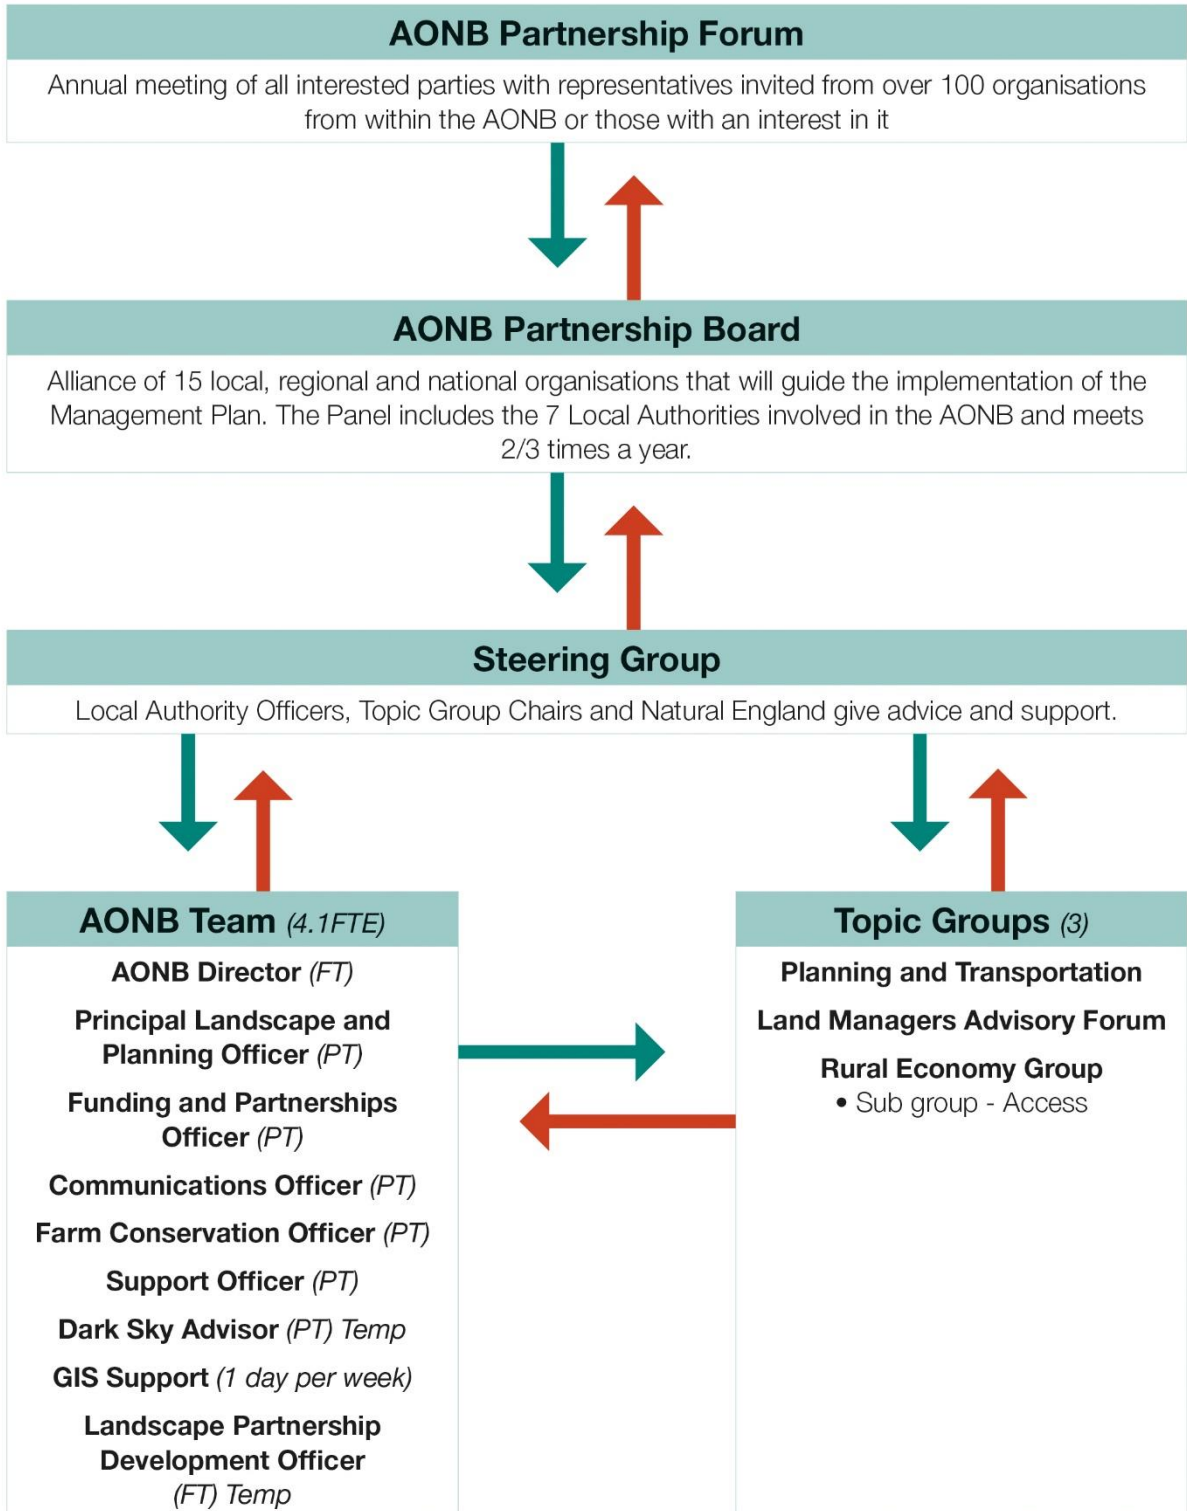 AONB Partnership Forum
Annual meeting of all interested parties with representatives invited from over 100 organisations
from within the AONB or those with an interest in it
AONB Partnership Board
Alliance of 15 local, regional and national organisations that will guide the implementation of the
Management Plan. The Panel includes the 7 Local Authorities involved in the AONB and meets
2/3 times a year.
Steering Group
Local Authority Officers, Topic Group Chairs and Natural England give advice and support.
AONB Team (4.1FTE)
AONB Director (FT)
Principal Landscape and
Planning Officer (PT)
Funding and Partnerships
Officer (PT)
Communications Officer (PT)
Farm Conservation Officer (PT)
Support Officer (PT)
Dark Sky Advisor (PT) Temp
GIS Support (1 day per week)
Landscape Partnership
Development Officer
(FT) Temp
Topic Groups (3)
Planning and Transportation
Land Managers Advisory Forum
Rural Economy Group
• Sub group - Access